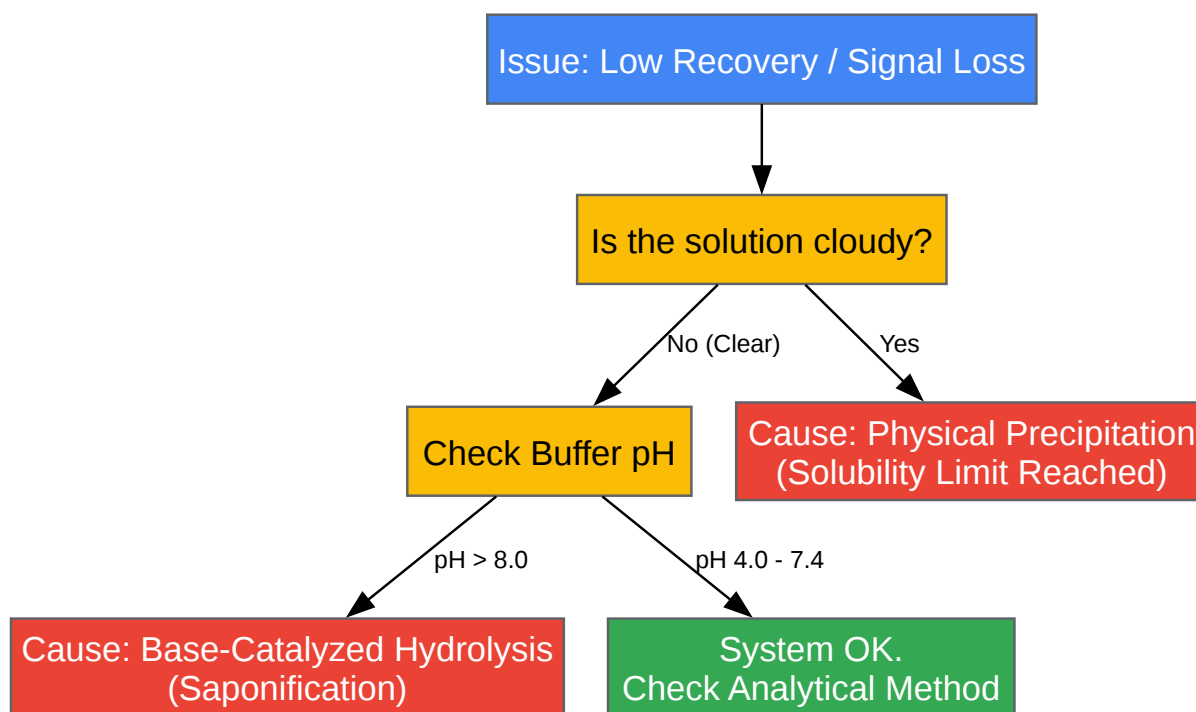 Issue: Low Recovery / Signal Loss
Is the solution cloudy?
No (Clear)
Yes
Check Buffer pH
Cause: Physical Precipitation
(Solubility Limit Reached)
pH > 8.0
pH 4.0 - 7.4
Cause: Base-Catalyzed Hydrolysis
(Saponification)
System OK.
Check Analytical Method